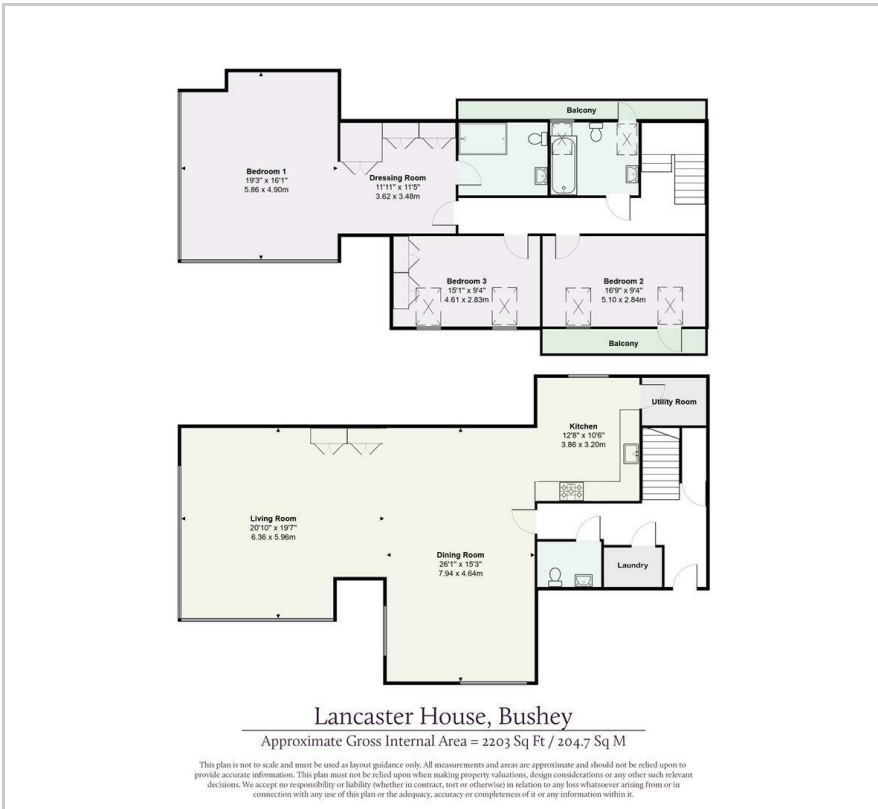 Balcony
Bedroom 1
19'3" x 16'1"
5.86 x 4.90m
Dressing Room
11'11" x 11'5"
3.62 x 3.48m
Bedroom 3
15'1" x 9'4"
4.61 x 2.83m
Bedroom 2
16'9" x 9'4"
5.10 x 2.84m
Balcony
Utility Room
Kitchen
12'8" x 10'6"
3.86 x 3.20m
Living Room
20'10" x 19'7"
6.36 x 5.96m
Dining Room
26'1" x 15'3"
7.94 x 4.64m
Laundry
Lancaster House, Bushey
Approximate Gross Internal Area = 2203 Sq Ft / 204.7 Sq M
This plan is not to scale and must be used as layout guidance only. All measurements and areas are approximate and should not be relied upon to
provide accurate information. This plan must not be relied upon when making property valuations, design considerations or any other such relevant
decisions. We accept no responsibility or liability (whether in contract, tort or otherwise) in relation to any loss whatsoever arising from or in
connection with any use of this plan or the adequacy, accuracy or completeness of it or any information within it.